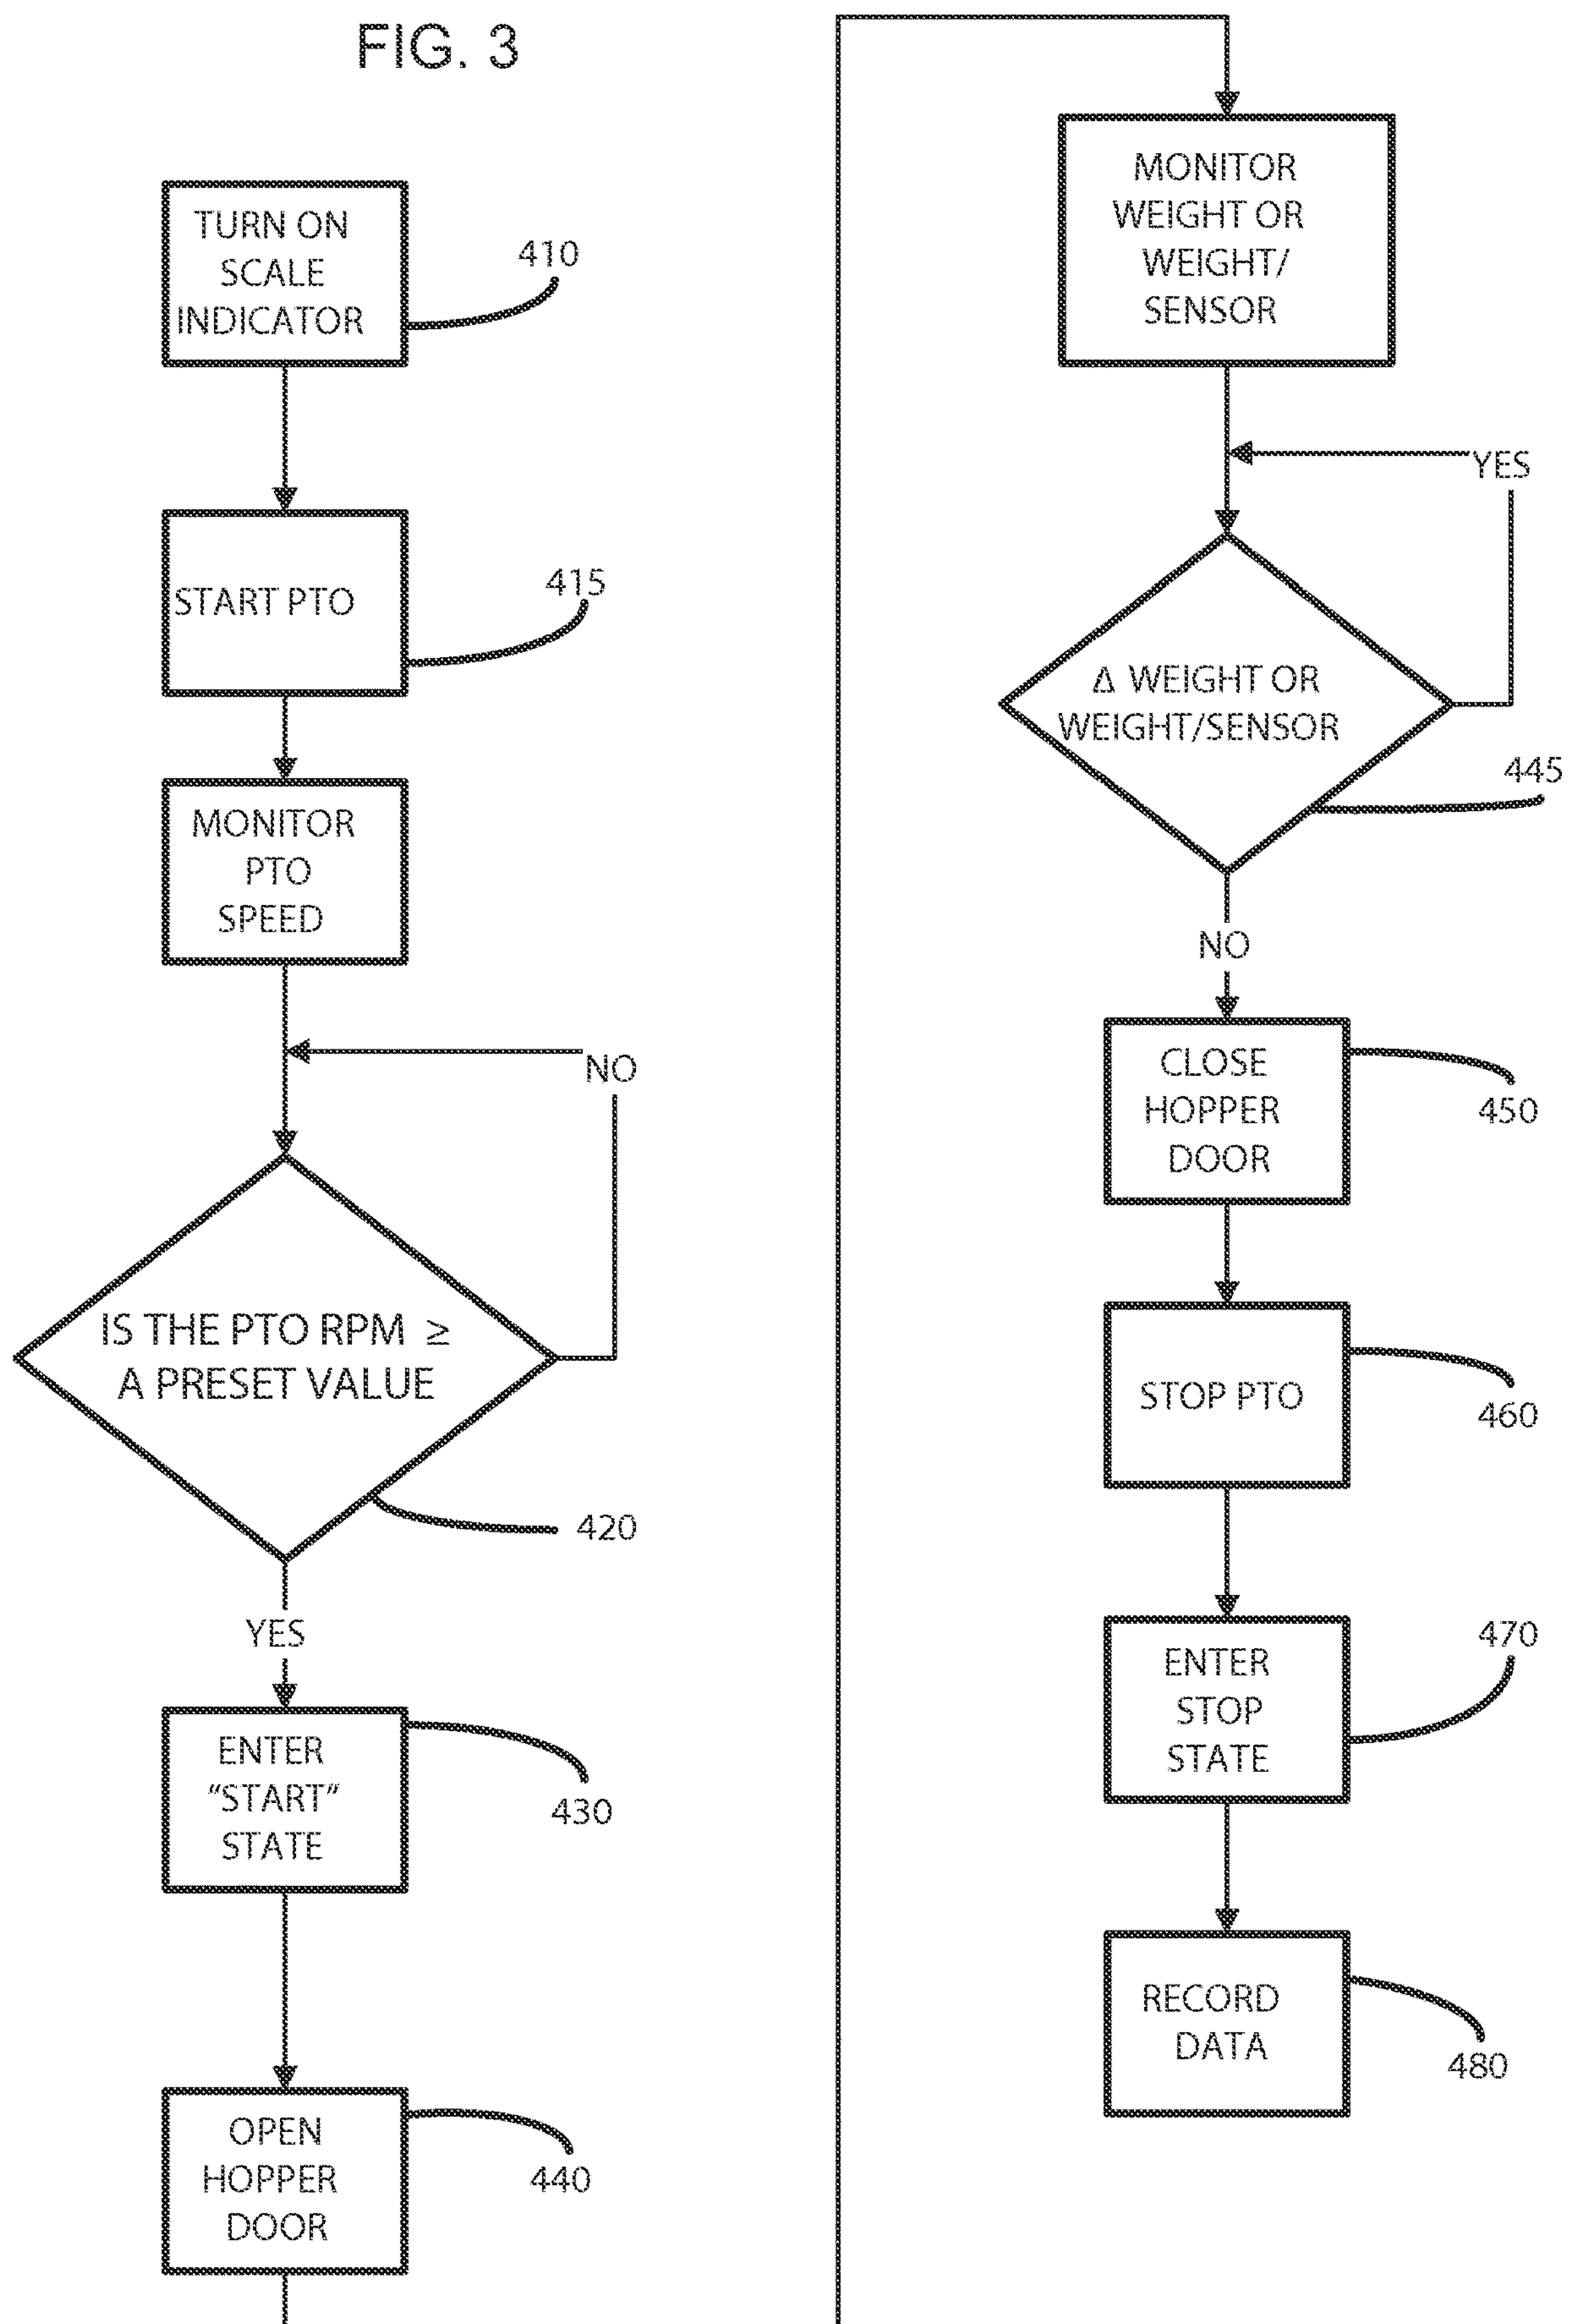 FIG. 3
TURN ON
SCALE
INDICATOR
410
START PTO
415
MONITOR
PTO
SPEED
NO
IS THE PTO RPM ≥
A PRESET VALUE
420
YES
ENTER
“START”
STATE
430
OPEN
HOPPER
DOOR
440
MONITOR
WEIGHT OR
WEIGHT/
SENSOR
YES
Δ WEIGHT OR
WEIGHT/SENSOR
445
NO
CLOSE
HOPPER
DOOR
450
STOP PTO
460
ENTER
STOP
STATE
470
RECORD
DATA
480